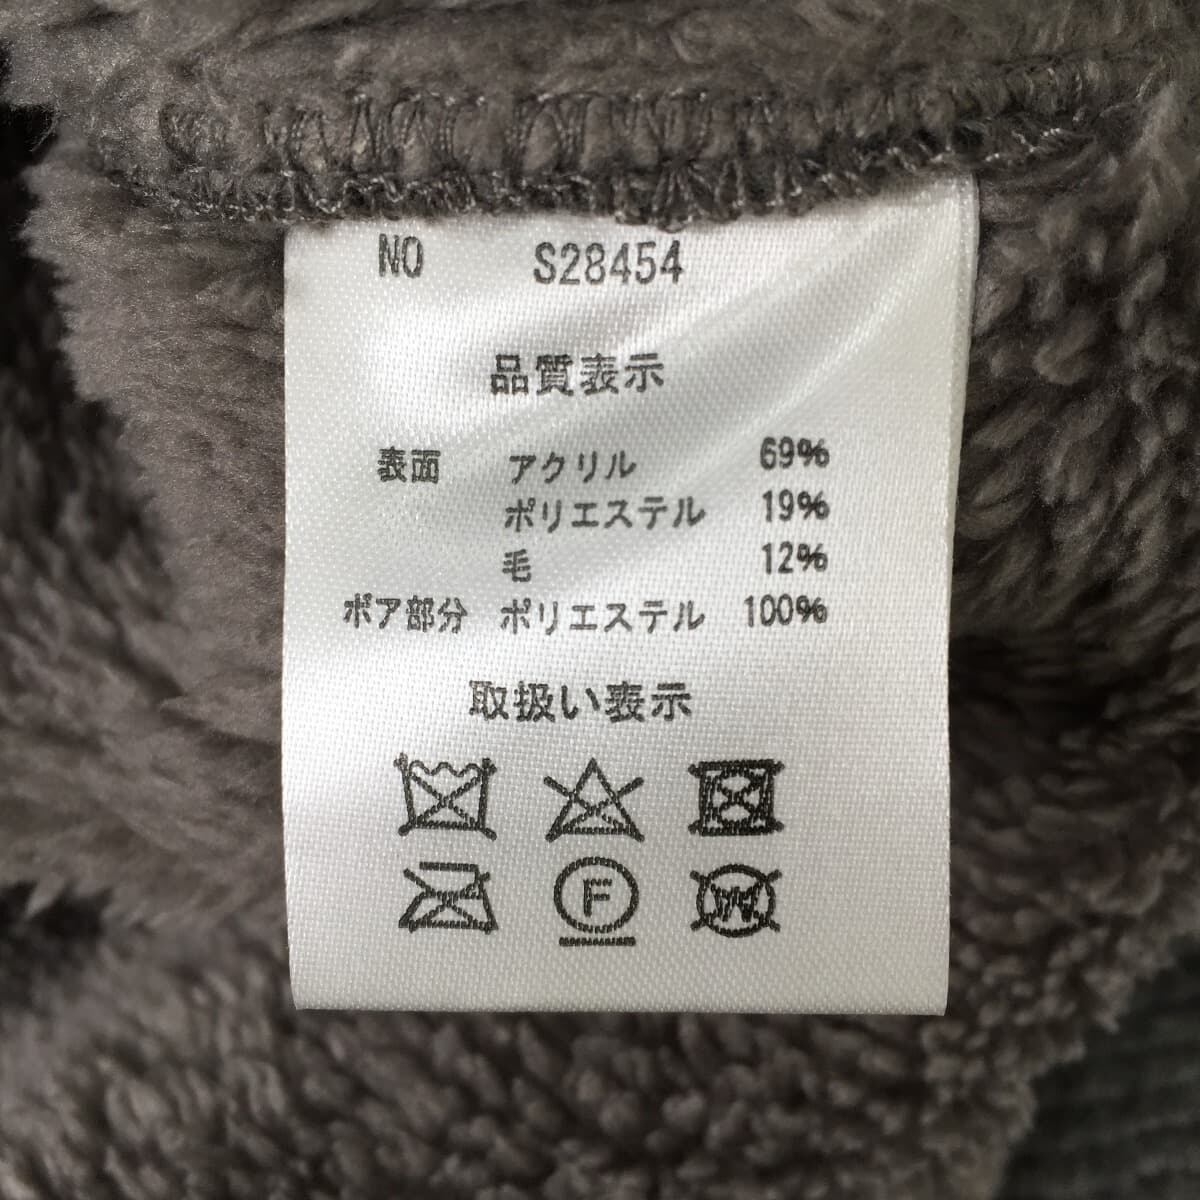 NO S28454
品質表示
表面 アクリル 69%
ポリエステル 19%
毛 12%
ボア部分 ポリエステル 100%
取扱い表示
F W